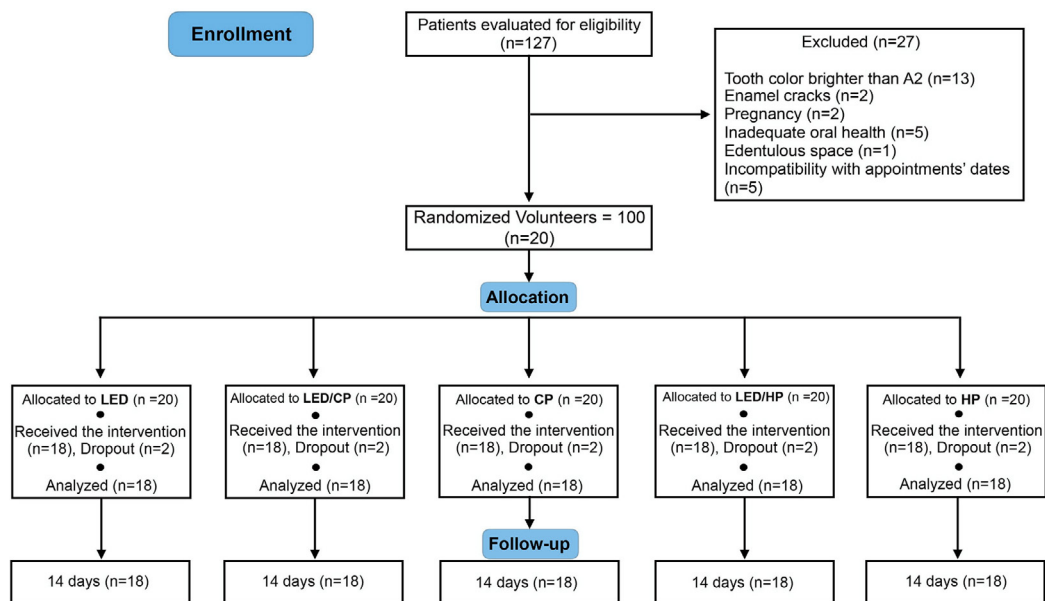 Enrollment
Patients evaluated for eligibility
(n=127)
Excluded (n=27)
Tooth color brighter than A2 (n=13)
Enamel cracks (n=2)
Pregnancy (n=2)
Inadequate oral health (n=5)
Edentulous space (n=1)
Incompatibility with appointments' dates
(n=5)
Randomized Volunteers = 100
(n=20)
Allocation
Allocated to LED (n =20)
Received the intervention
(n=18), Dropout (n=2)
Analyzed (n=18)
Allocated to LED/CP (n =20)
Received the intervention
(n=18), Dropout (n=2)
Analyzed (n=18)
Allocated to CP (n =20)
Received the intervention
(n=18), Dropout (n=2)
Analyzed (n=18)
Allocated to LED/HP (n =20)
Received the intervention
(n=18), Dropout (n=2)
Analyzed (n=18)
Allocated to HP (n =20)
Received the intervention
(n=18), Dropout (n=2)
Analyzed (n=18)
Follow-up
14 days (n=18)
14 days (n=18)
14 days (n=18)
14 days (n=18)
14 days (n=18)